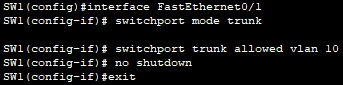 SW1(config)#interface FastEthernet0/1
SW1(config-if)# switchport mode trunk
SW1(config-if)# switchport trunk allowed vlan 10
SW1(config-if)# no shutdown
SW1(config-if)#exit